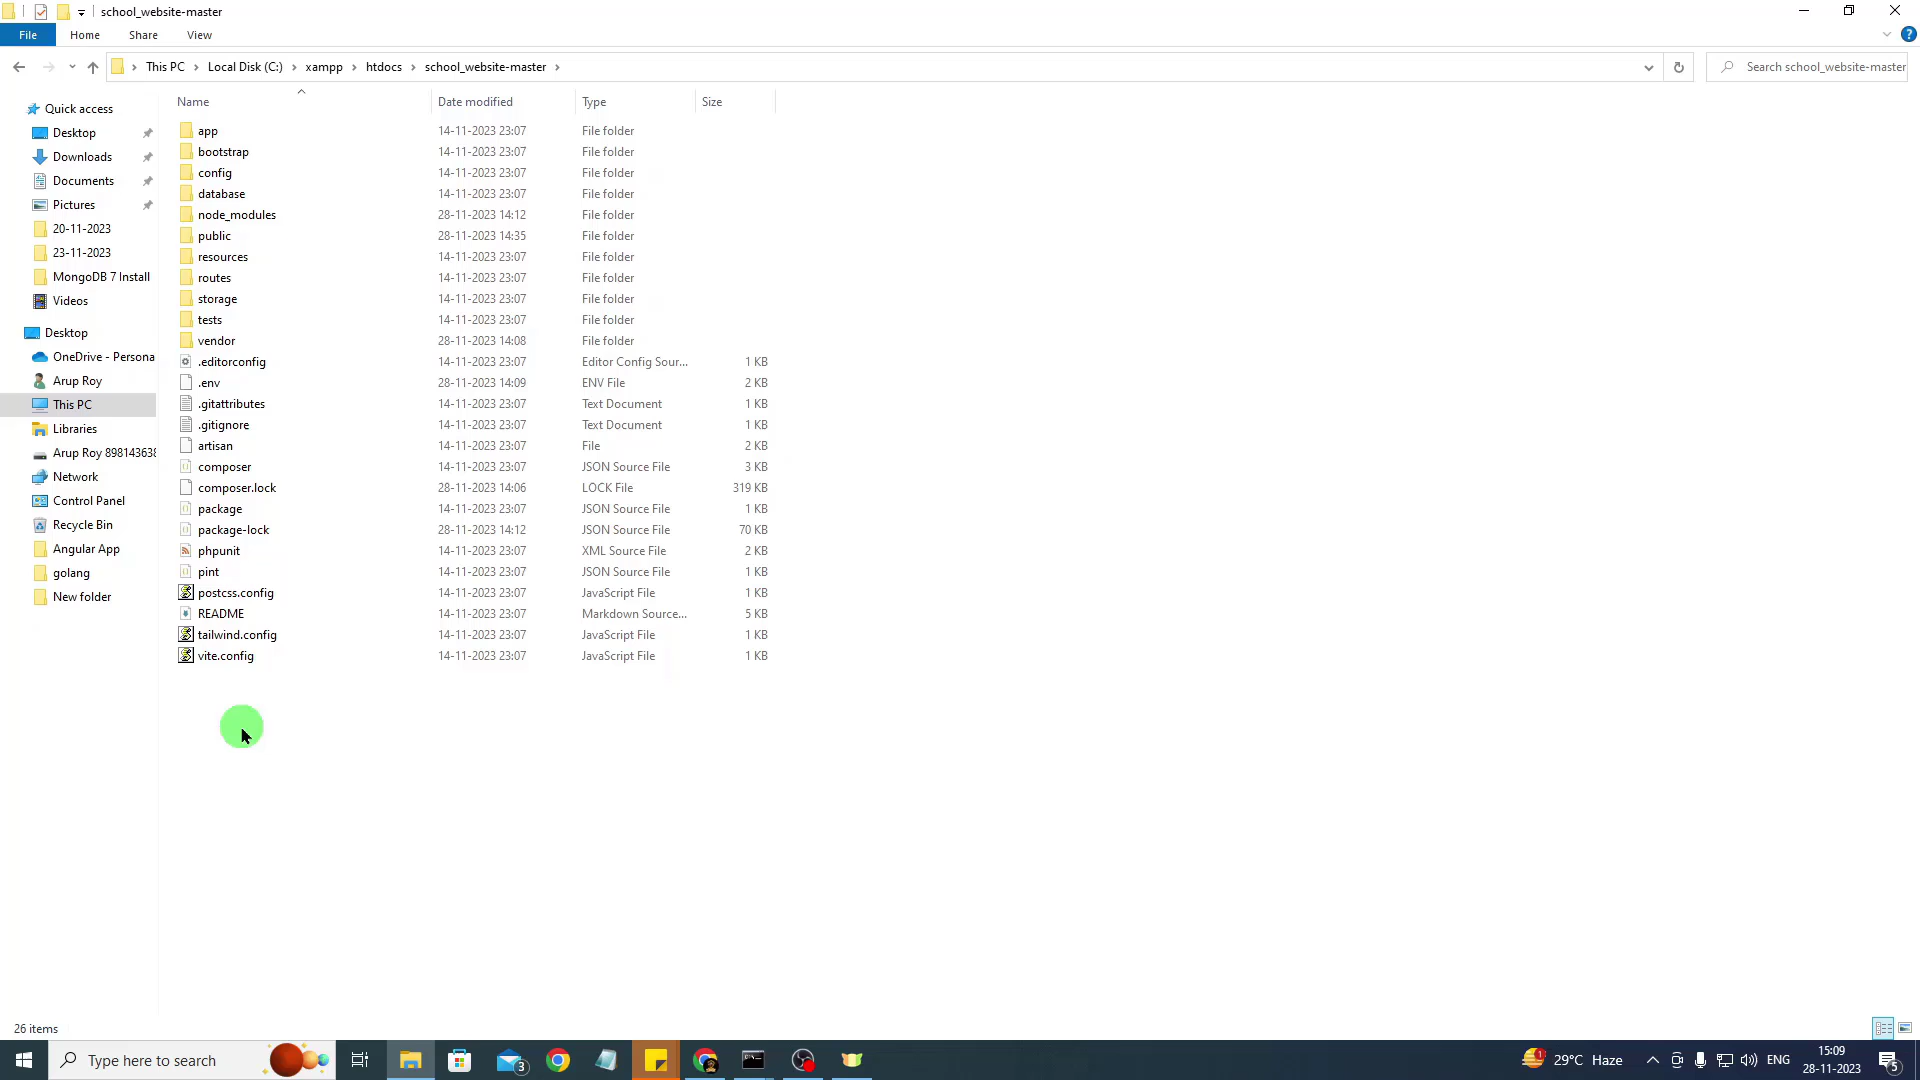 school_website-master
File Home Share View
This PC Local Disk (C:) xampp htdocs school_website-master
Search school_website-master
Name Date modified Type Size
Quick access
Desktop
Downloads
Documents
Pictures
20-11-2023
23-11-2023
MongoDB 7 Install
Videos
Desktop
OneDrive - Persona
Arup Roy
This PC
Libraries
Arup Roy 898143638
Network
Control Panel
Recycle Bin
Angular App
golang
New folder
app 14-11-2023 23:07 File folder
bootstrap 14-11-2023 23:07 File folder
config 14-11-2023 23:07 File folder
database 14-11-2023 23:07 File folder
node_modules 28-11-2023 14:12 File folder
public 28-11-2023 14:35 File folder
resources 14-11-2023 23:07 File folder
routes 14-11-2023 23:07 File folder
storage 14-11-2023 23:07 File folder
tests 14-11-2023 23:07 File folder
vendor 28-11-2023 14:08 File folder
.editorconfig 14-11-2023 23:07 Editor Config Sour... 1 KB
.env 28-11-2023 14:09 ENV File 2 KB
.gitattributes 14-11-2023 23:07 Text Document 1 KB
.gitignore 14-11-2023 23:07 Text Document 1 KB
artisan 14-11-2023 23:07 File 2 KB
composer 14-11-2023 23:07 JSON Source File 3 KB
composer.lock 28-11-2023 14:06 LOCK File 319 KB
package 14-11-2023 23:07 JSON Source File 1 KB
package-lock 28-11-2023 14:12 JSON Source File 70 KB
phpunit 14-11-2023 23:07 XML Source File 2 KB
pint 14-11-2023 23:07 JSON Source File 1 KB
postcss.config 14-11-2023 23:07 JavaScript File 1 KB
README 14-11-2023 23:07 Markdown Source... 5 KB
tailwind.config 14-11-2023 23:07 JavaScript File 1 KB
vite.config 14-11-2023 23:07 JavaScript File 1 KB
26 items
Type here to search
3
1
29°C Haze
ENG
15:09
28-11-2023
5